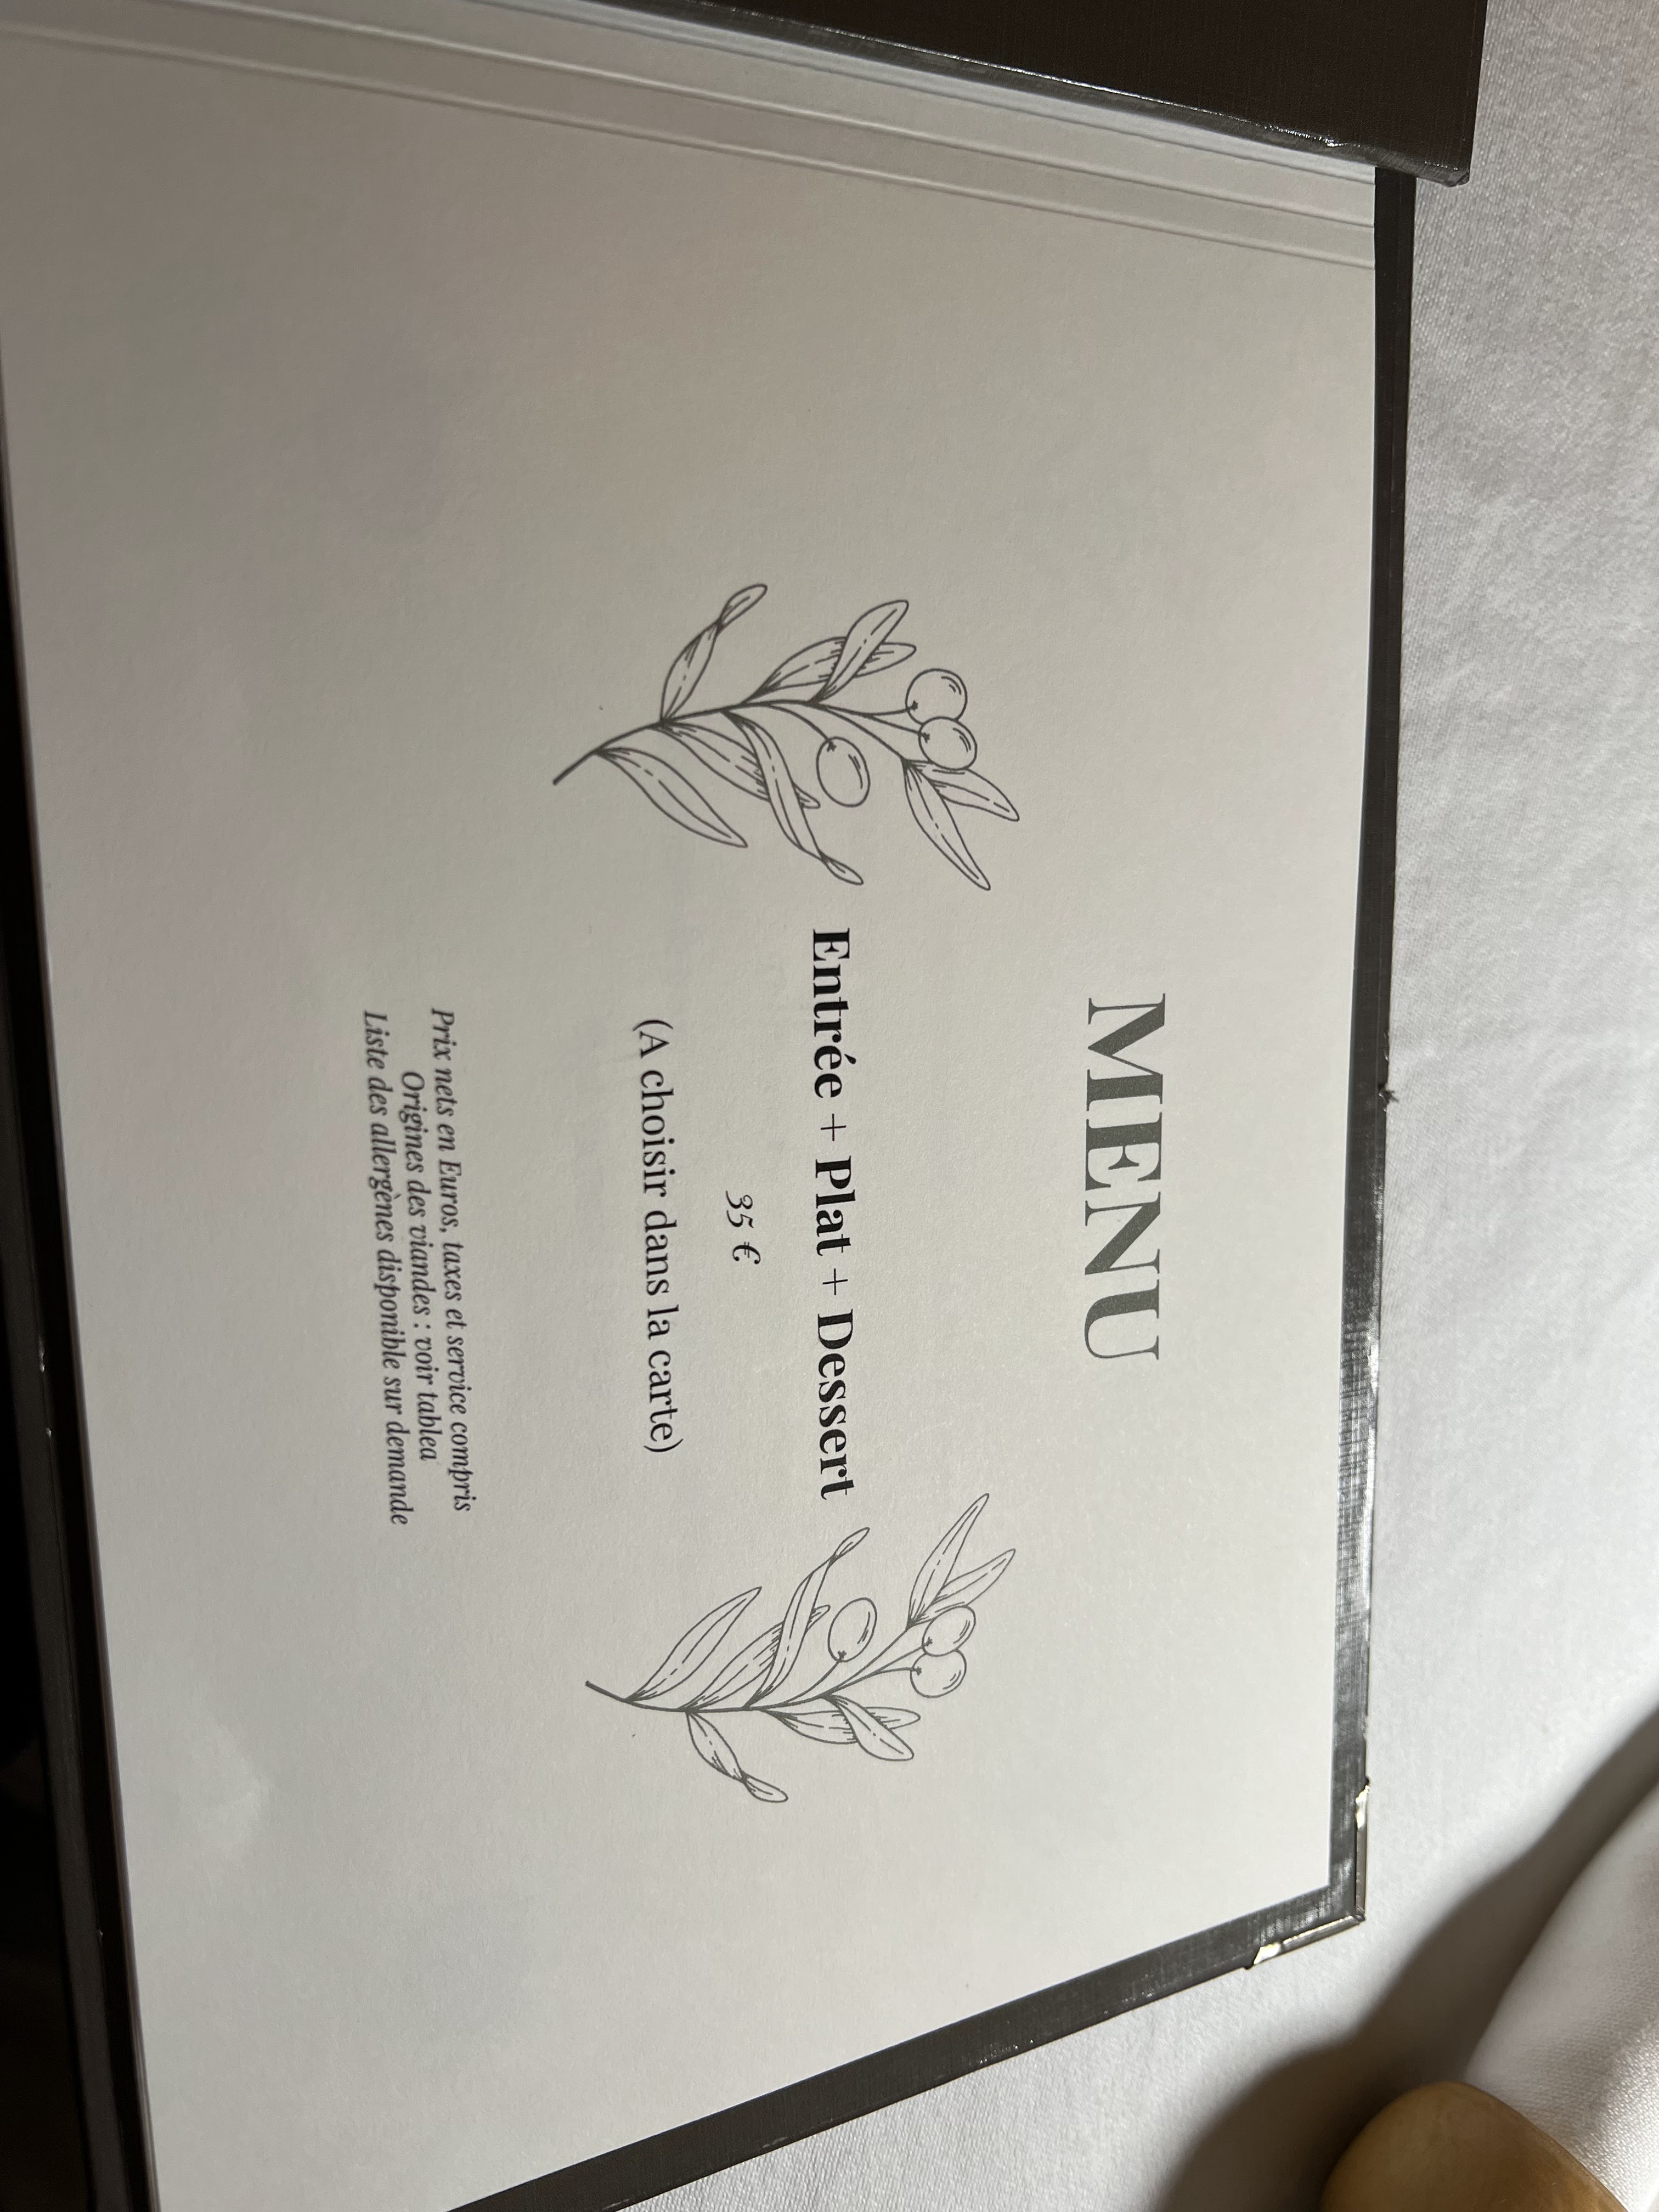 MENU
Entrée + Plat + Dessert
35 €
(A choisir dans la carte)
Prix nets en Euros, taxes et service compris
Origines des viandes : voir tablea
Liste des allergènes disponible sur demande